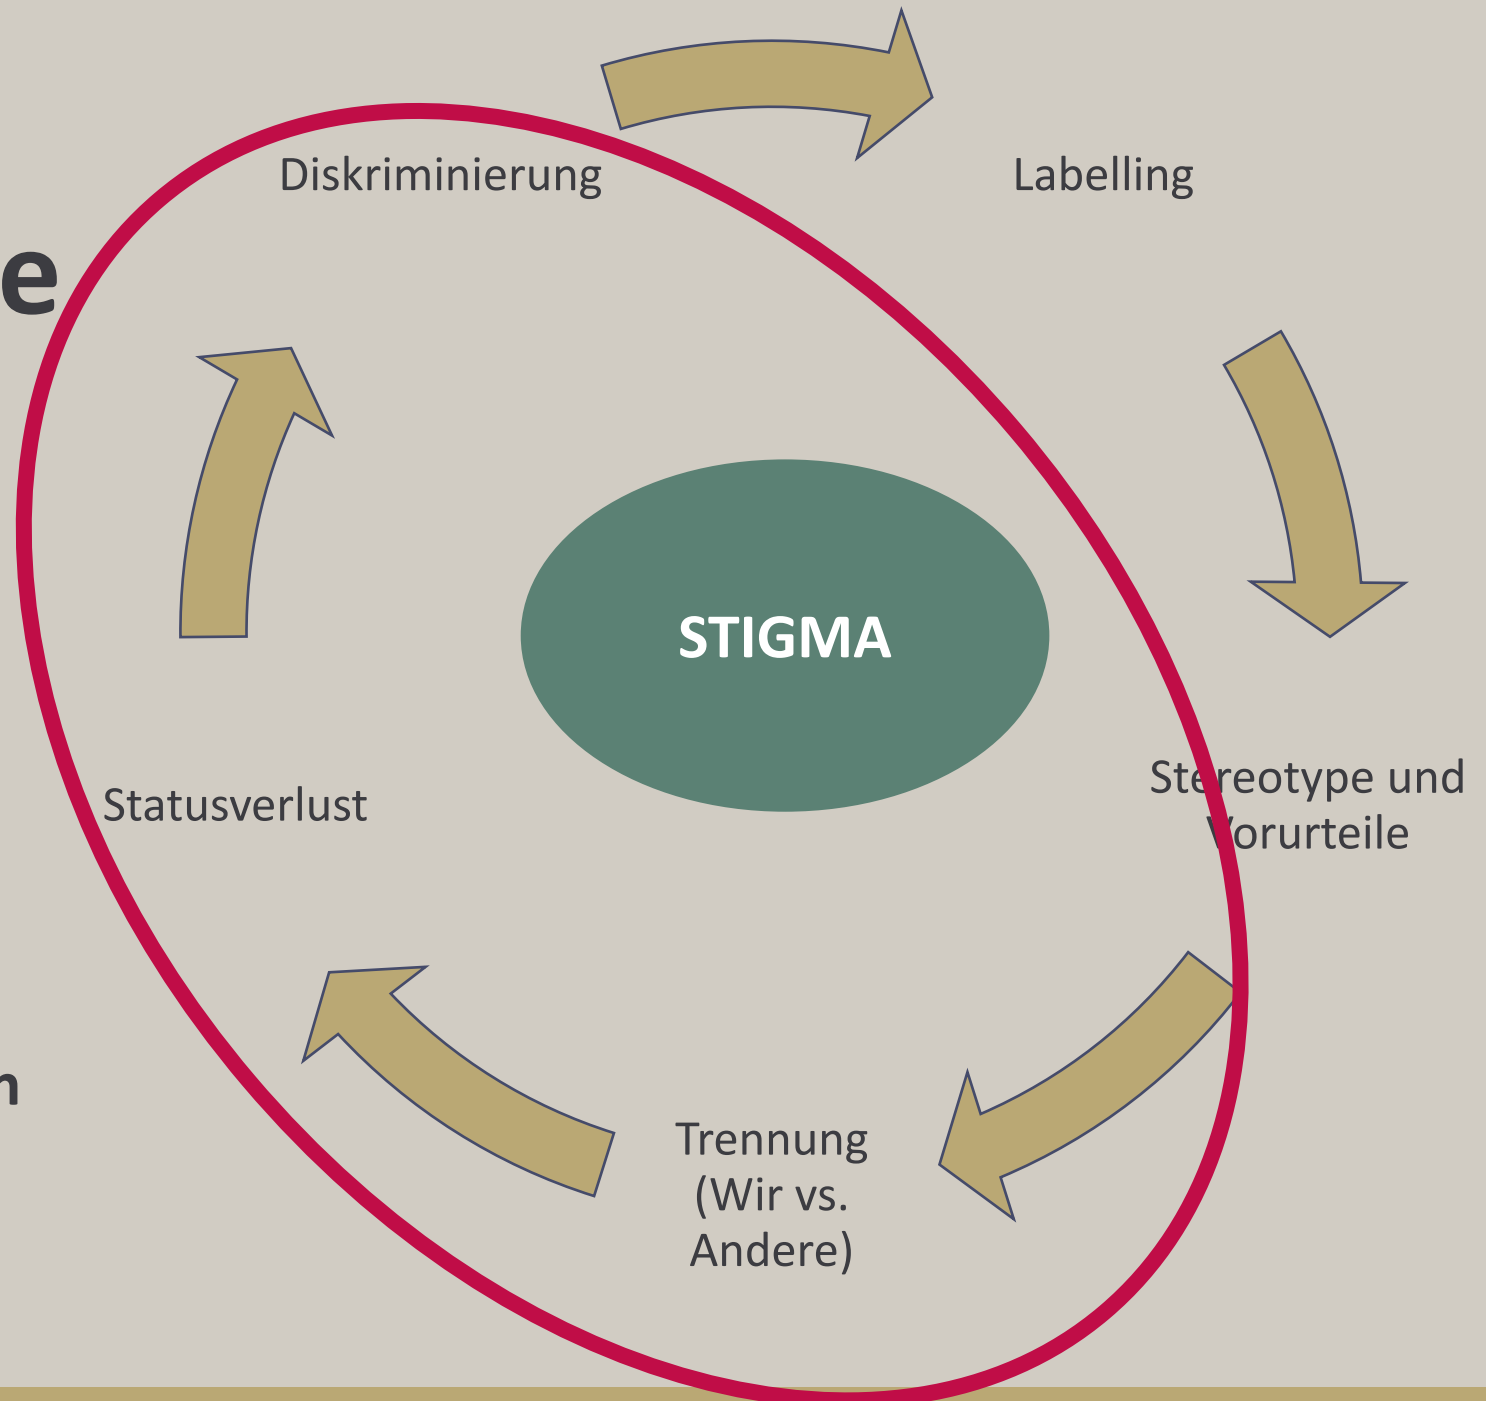 Diskriminierung
Labelling
e
STIGMA
Stereotype und
Vorurteile
Statusverlust
n
Trennung
(Wir vs.
Andere)